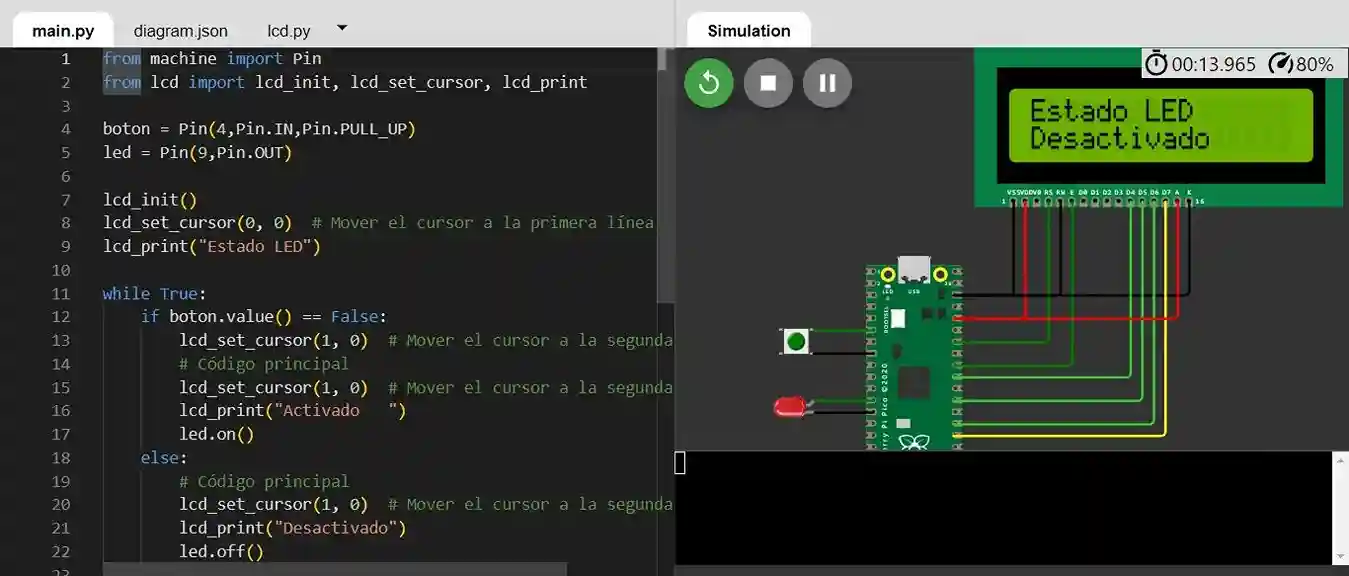 main.py diagram.json lcd.py
1 from machine import Pin
2 from lcd import lcd_init, lcd_set_cursor, lcd_print
3
4 boton = Pin(4,Pin.IN,Pin.PULL_UP)
5 led = Pin(9,Pin.OUT)
6
7 lcd_init()
8 lcd_set_cursor(0, 0)  # Mover el cursor a la primera línea
9 lcd_print("Estado LED")
10
11 while True:
12     if boton.value() == False:
13         lcd_set_cursor(1, 0)  # Mover el cursor a la segunda
14         # Código principal
15         lcd_set_cursor(1, 0)  # Mover el cursor a la segunda
16         lcd_print("Activado   ")
17         led.on()
18     else:
19         # Código principal
20         lcd_set_cursor(1, 0)  # Mover el cursor a la segunda
21         lcd_print("Desactivado")
22         led.off()
23
Simulation
00:13.965 80%
Estado LED
Desactivado
VSS VDD V0 RS RW E D0 D1 D2 D3 D4 D5 D6 D7 A K
1 16
LED USB
BOOTSEL
rry Pi Pico ©2020